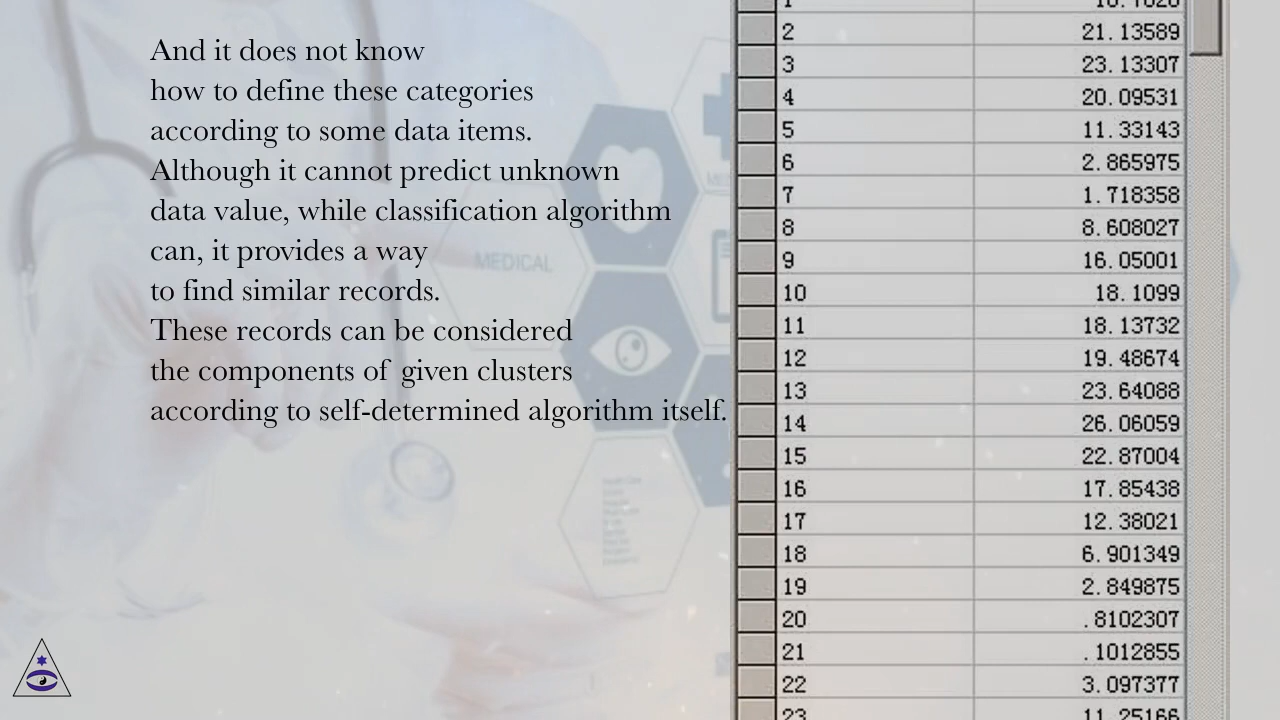 And it does not know
how to define these categories
according to some data items.
Although it cannot predict unknown
data value, while classification algorithm
can, it provides a way
to find similar records.
These records can be considered
the components of given clusters
according to self-determined algorithm itself.
MEDICAL
1
2 21.13589
3 23.13307
4 20.09531
5 11.33143
6 2.865975
7 1.718358
8 8.608027
9 16.05001
10 18.1099
11 18.13732
12 19.48674
13 23.64088
14 26.06059
15 22.87004
16 17.85438
17 12.38021
18 6.901349
19 2.849875
20 .8102307
21 .1012855
22 3.097377
23 11.25166